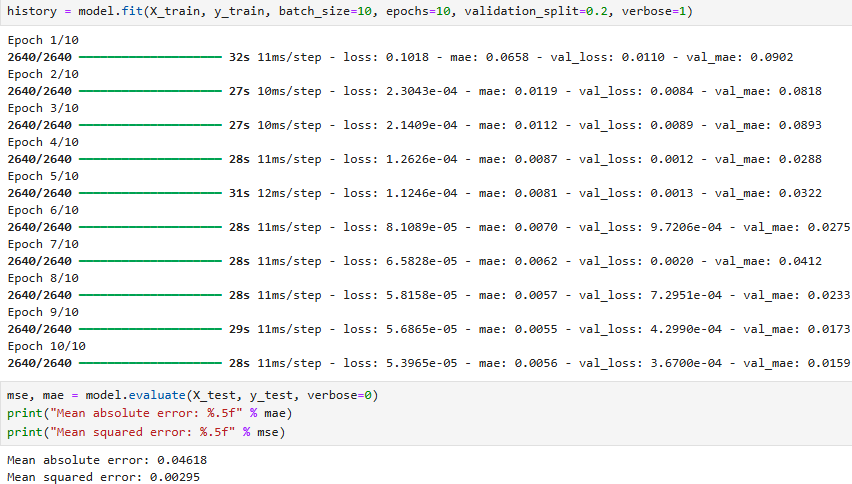 history = model.fit(X_train, y_train, batch_size=10, epochs=10, validation_split=0.2, verbose=1)
Epoch 1/10
2640/2640 ━━━━━━━━━━━━━━━━━━━━ 32s 11ms/step - loss: 0.1018 - mae: 0.0658 - val_loss: 0.0110 - val_mae: 0.0902
Epoch 2/10
2640/2640 ━━━━━━━━━━━━━━━━━━━━ 27s 10ms/step - loss: 2.3043e-04 - mae: 0.0119 - val_loss: 0.0084 - val_mae: 0.0818
Epoch 3/10
2640/2640 ━━━━━━━━━━━━━━━━━━━━ 27s 10ms/step - loss: 2.1409e-04 - mae: 0.0112 - val_loss: 0.0089 - val_mae: 0.0893
Epoch 4/10
2640/2640 ━━━━━━━━━━━━━━━━━━━━ 28s 11ms/step - loss: 1.2626e-04 - mae: 0.0087 - val_loss: 0.0012 - val_mae: 0.0288
Epoch 5/10
2640/2640 ━━━━━━━━━━━━━━━━━━━━ 31s 12ms/step - loss: 1.1246e-04 - mae: 0.0081 - val_loss: 0.0013 - val_mae: 0.0322
Epoch 6/10
2640/2640 ━━━━━━━━━━━━━━━━━━━━ 28s 11ms/step - loss: 8.1089e-05 - mae: 0.0070 - val_loss: 9.7206e-04 - val_mae: 0.0275
Epoch 7/10
2640/2640 ━━━━━━━━━━━━━━━━━━━━ 28s 11ms/step - loss: 6.5828e-05 - mae: 0.0062 - val_loss: 0.0020 - val_mae: 0.0412
Epoch 8/10
2640/2640 ━━━━━━━━━━━━━━━━━━━━ 28s 11ms/step - loss: 5.8158e-05 - mae: 0.0057 - val_loss: 7.2951e-04 - val_mae: 0.0233
Epoch 9/10
2640/2640 ━━━━━━━━━━━━━━━━━━━━ 29s 11ms/step - loss: 5.6865e-05 - mae: 0.0055 - val_loss: 4.2990e-04 - val_mae: 0.0173
Epoch 10/10
2640/2640 ━━━━━━━━━━━━━━━━━━━━ 28s 11ms/step - loss: 5.3965e-05 - mae: 0.0056 - val_loss: 3.6700e-04 - val_mae: 0.0159
mse, mae = model.evaluate(X_test, y_test, verbose=0)
print("Mean absolute error: %.5f" % mae)
print("Mean squared error: %.5f" % mse)
Mean absolute error: 0.04618
Mean squared error: 0.00295